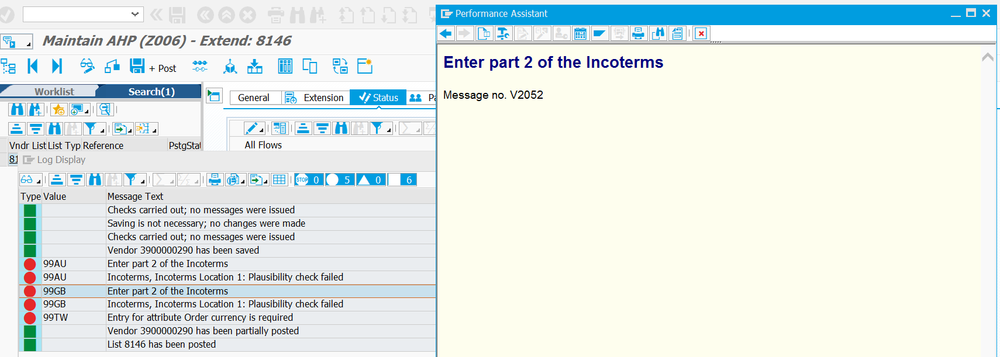 Maintain AHP (Z006) - Extend: 8146
+ Post
Worklist
Search(1)
General
Extension
Status
Pa
Vndr List
List Typ
Reference
PstgStat
All Flows
81
Log Display
STOP 0
5
0
6
Type
Value
Message Text
Checks carried out; no messages were issued
Saving is not necessary; no changes were made
Checks carried out; no messages were issued
Vendor 3900000290 has been saved
99AU Enter part 2 of the Incoterms
99AU Incoterms, Incoterms Location 1: Plausibility check failed
99GB Enter part 2 of the Incoterms
99GB Incoterms, Incoterms Location 1: Plausibility check failed
99TW Entry for attribute Order currency is required
Vendor 3900000290 has been partially posted
List 8146 has been posted
Performance Assistant
Enter part 2 of the Incoterms
Message no. V2052